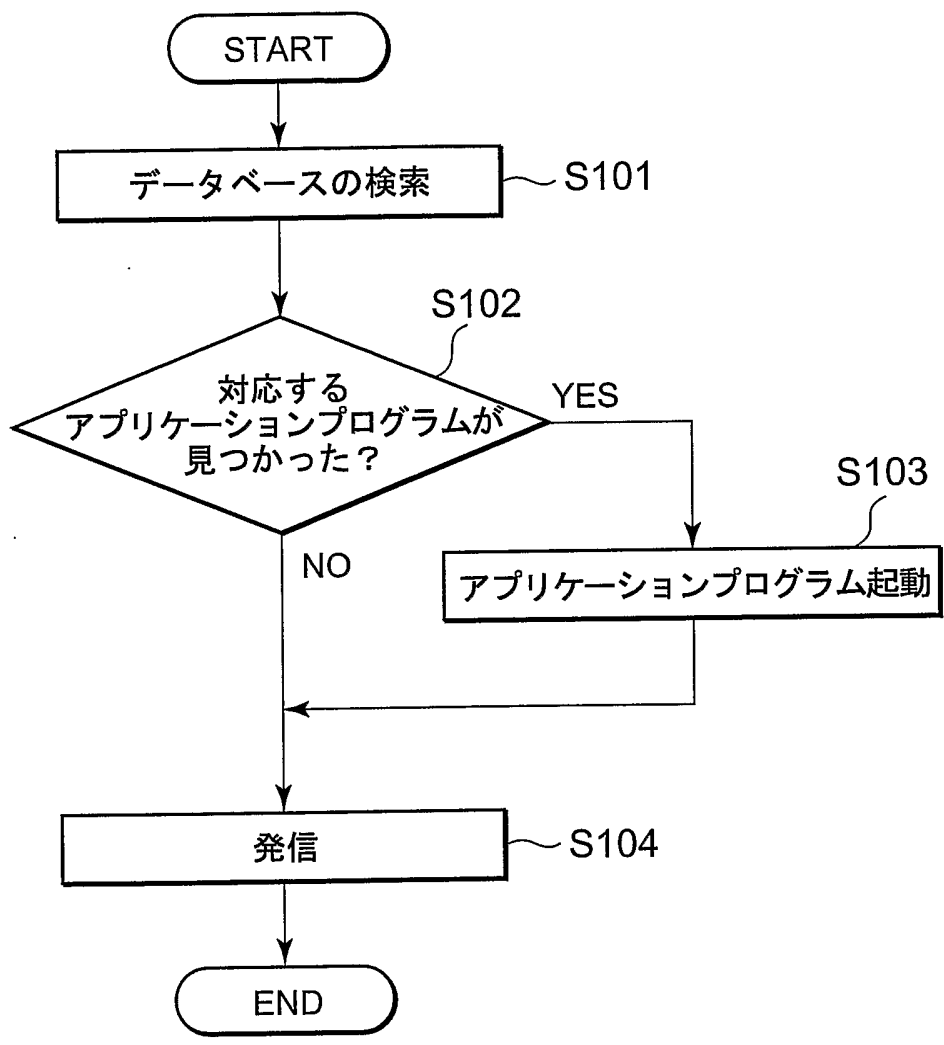 START
データベースの検索
S101
S102
対応する
アプリケーションプログラムが
見つかった？
YES
NO
S103
アプリケーションプログラム起動
発信
S104
END